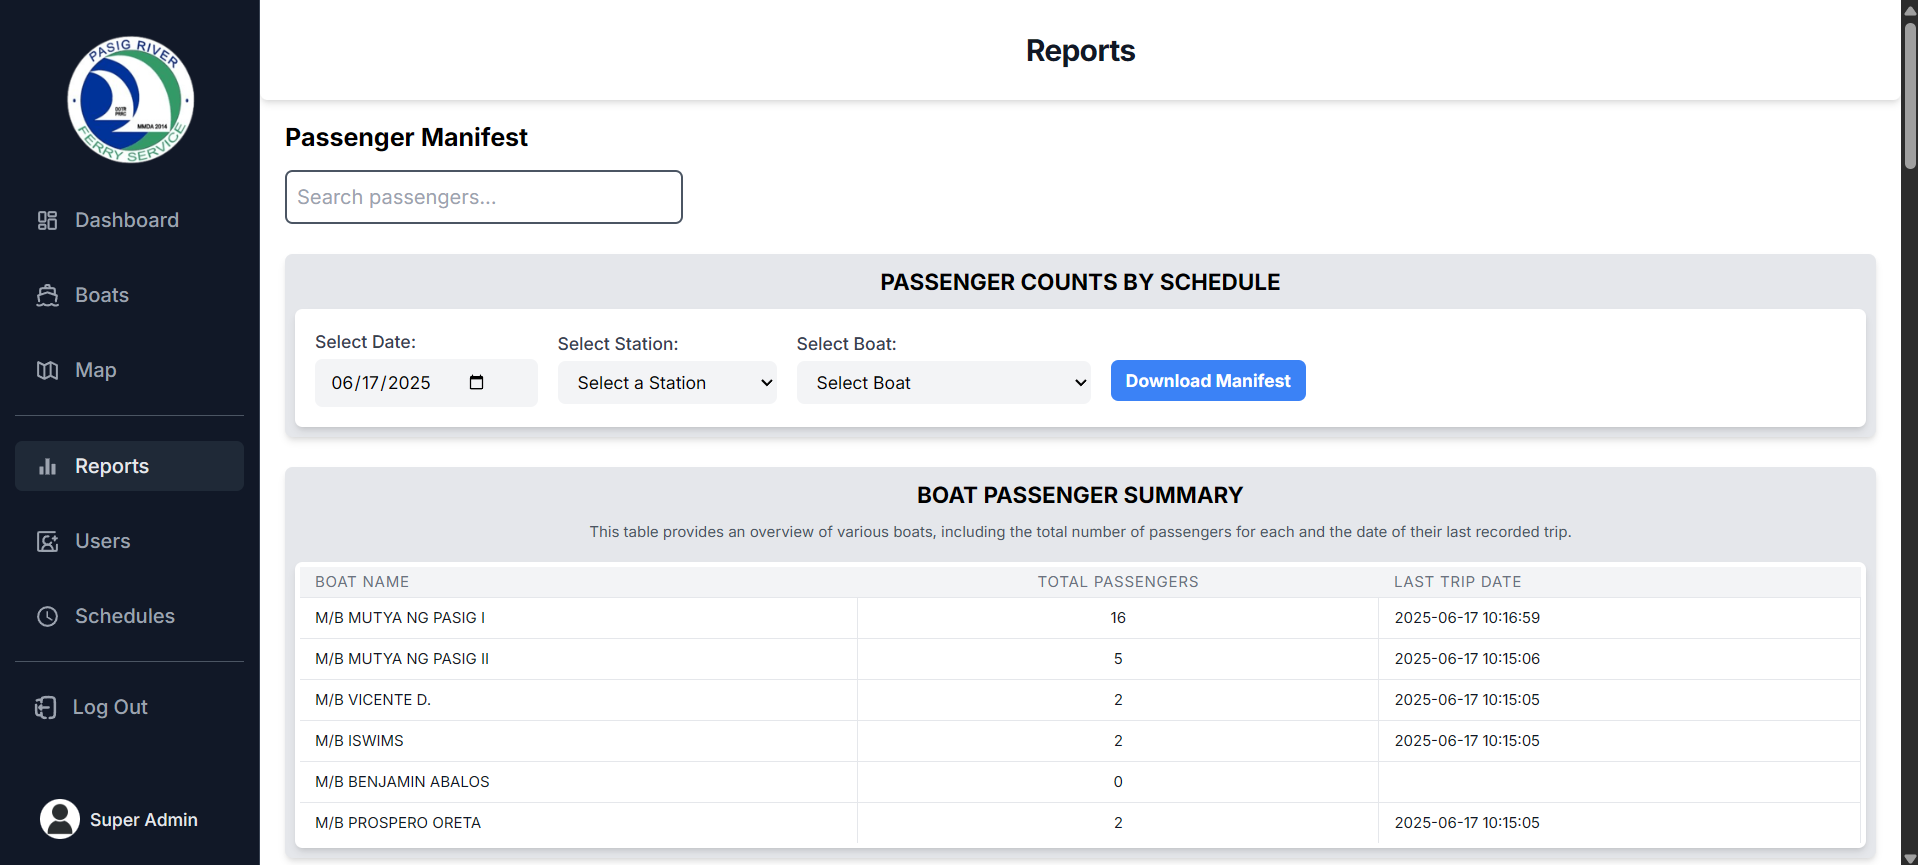 PASIG RIVER
DOTR
PRRC
MMDA 2014
FERRY SERVICE
Dashboard
Boats
Map
Reports
Users
Schedules
Log Out
Super Admin
Reports
Passenger Manifest
Search passengers...
PASSENGER COUNTS BY SCHEDULE
Select Date: Select Station: Select Boat:
06/17/2025 Select a Station Select Boat Download Manifest
BOAT PASSENGER SUMMARY
This table provides an overview of various boats, including the total number of passengers for each and the date of their last recorded trip.
BOAT NAME TOTAL PASSENGERS LAST TRIP DATE
M/B MUTYA NG PASIG I 16 2025-06-17 10:16:59
M/B MUTYA NG PASIG II 5 2025-06-17 10:15:06
M/B VICENTE D. 2 2025-06-17 10:15:05
M/B ISWIMS 2 2025-06-17 10:15:05
M/B BENJAMIN ABALOS 0
M/B PROSPERO ORETA 2 2025-06-17 10:15:05